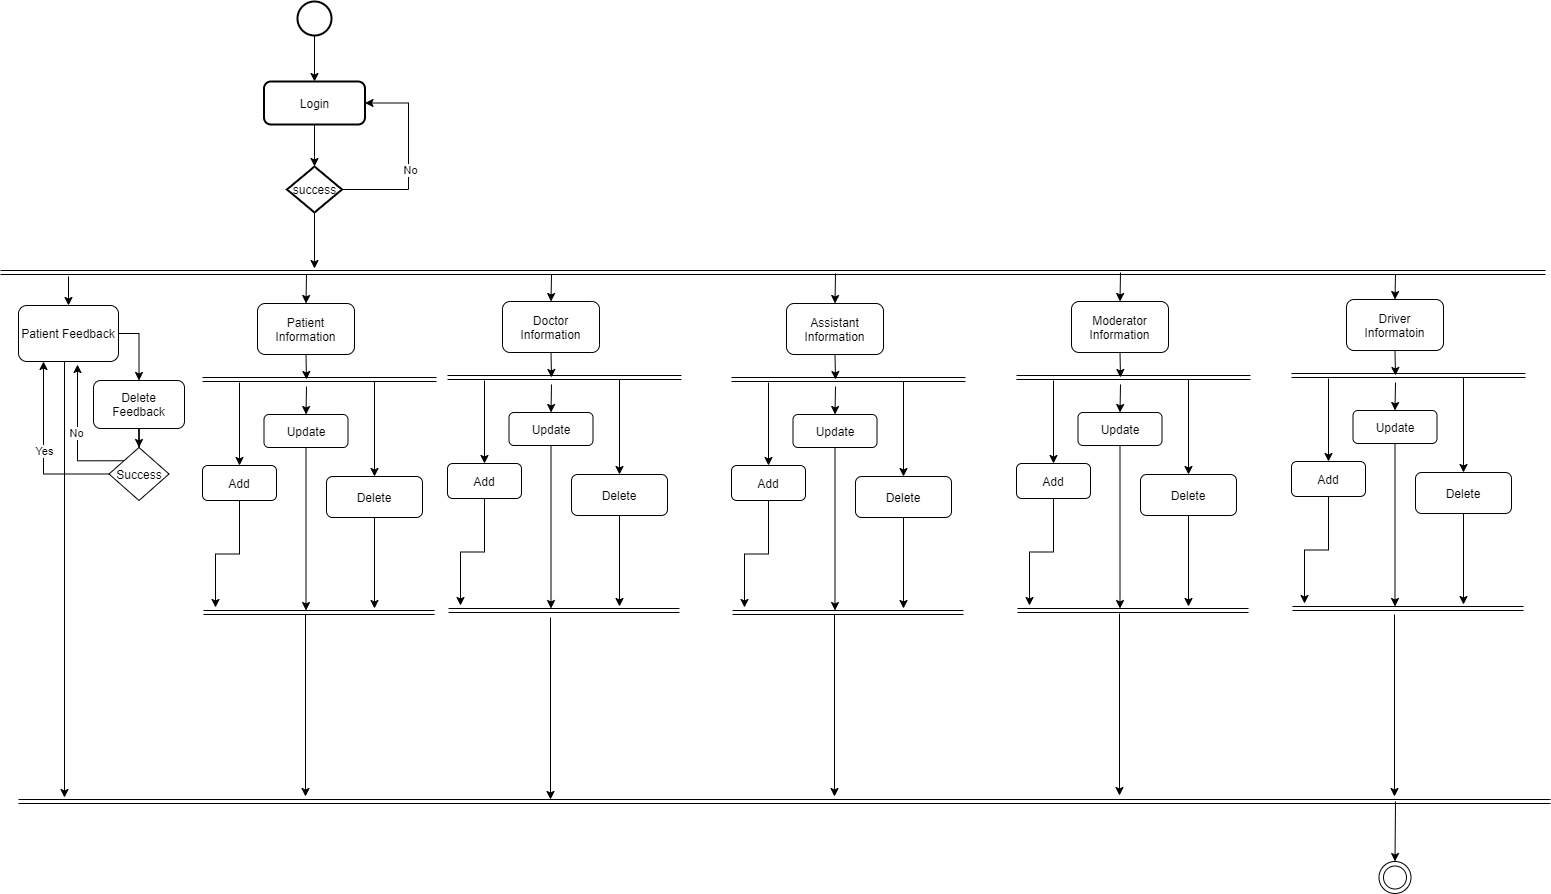 Login
No
success
Patient Feedback
Patient
Information
Doctor
Information
Assistant
Information
Moderator
Information
Driver
Informatoin
Delete
Feedback
Yes
No
Success
Update
Add
Delete
Update
Add
Delete
Update
Add
Delete
Update
Add
Delete
Update
Add
Delete